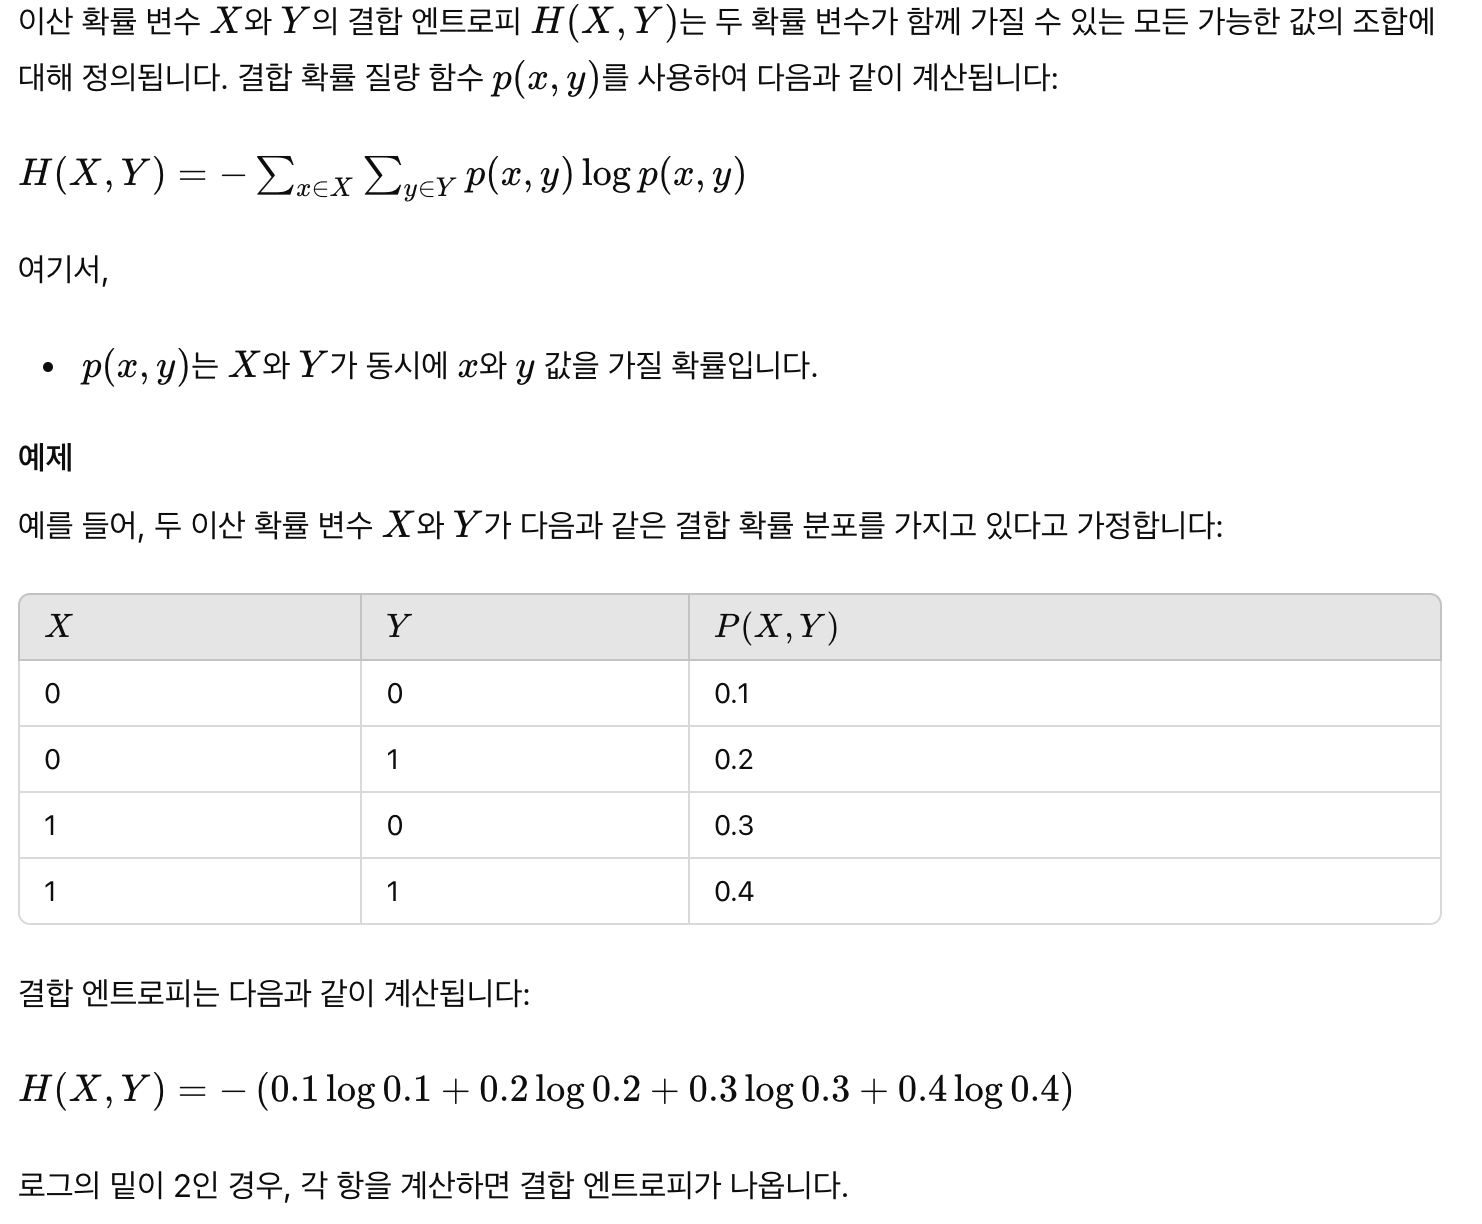 이산 확률 변수 X와 Y의 결합 엔트로피 H(X, Y)는 두 확률 변수가 함께 가질 수 있는 모든 가능한 값의 조합에
대해 정의됩니다. 결합 확률 질량 함수 p(x, y)를 사용하여 다음과 같이 계산됩니다:
H(X, Y) = − ∑x∈X ∑y∈Y p(x, y) log p(x, y)
여기서,
• p(x, y)는 X와 Y가 동시에 x와 y 값을 가질 확률입니다.
예제
예를 들어, 두 이산 확률 변수 X와 Y가 다음과 같은 결합 확률 분포를 가지고 있다고 가정합니다:
X Y P(X, Y)
0 0 0.1
0 1 0.2
1 0 0.3
1 1 0.4
결합 엔트로피는 다음과 같이 계산됩니다:
H(X, Y) = − (0.1 log 0.1 + 0.2 log 0.2 + 0.3 log 0.3 + 0.4 log 0.4)
로그의 밑이 2인 경우, 각 항을 계산하면 결합 엔트로피가 나옵니다.